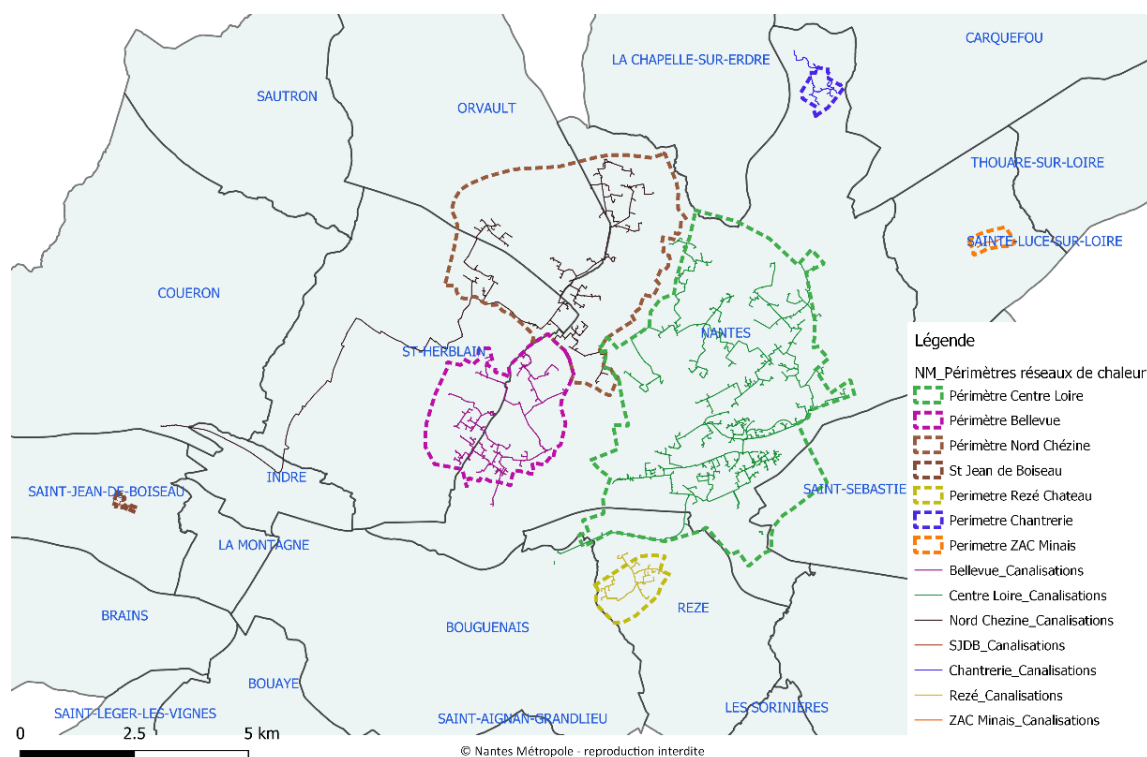 CARQUEFOU
LA CHAPELLE-SUR-ERDRE
SAUTRON
ORVAULT
THOUARE-SUR-LOIRE
SAINTE-LUCE-SUR-LOIRE
COUERON
NANTES
ST-HERBLAIN
INDRE
SAINT-JEAN-DE-BOISEAU
SAINT-SEBASTIE
LA MONTAGNE
REZE
BRAINS
BOUGUENAIS
BOUAYE
LES SORINIÈRES
SAINT-LEGER-LES-VIGNES
SAINT-AIGNAN-GRANDLIEU
Légende
NM_Périmètres réseaux de chaleur
Périmètre Centre Loire
Périmètre Bellevue
Périmètre Nord Chézine
St Jean de Boiseau
Perimetre Rezé Chateau
Perimetre Chantrerie
Perimetre ZAC Minais
Bellevue_Canalisations
Centre Loire_Canalisations
Nord Chezine_Canalisations
SJDB_Canalisations
Chantrerie_Canalisations
Rezé_Canalisations
ZAC Minais_Canalisations
0 2.5 5 km
© Nantes Métropole - reproduction interdite